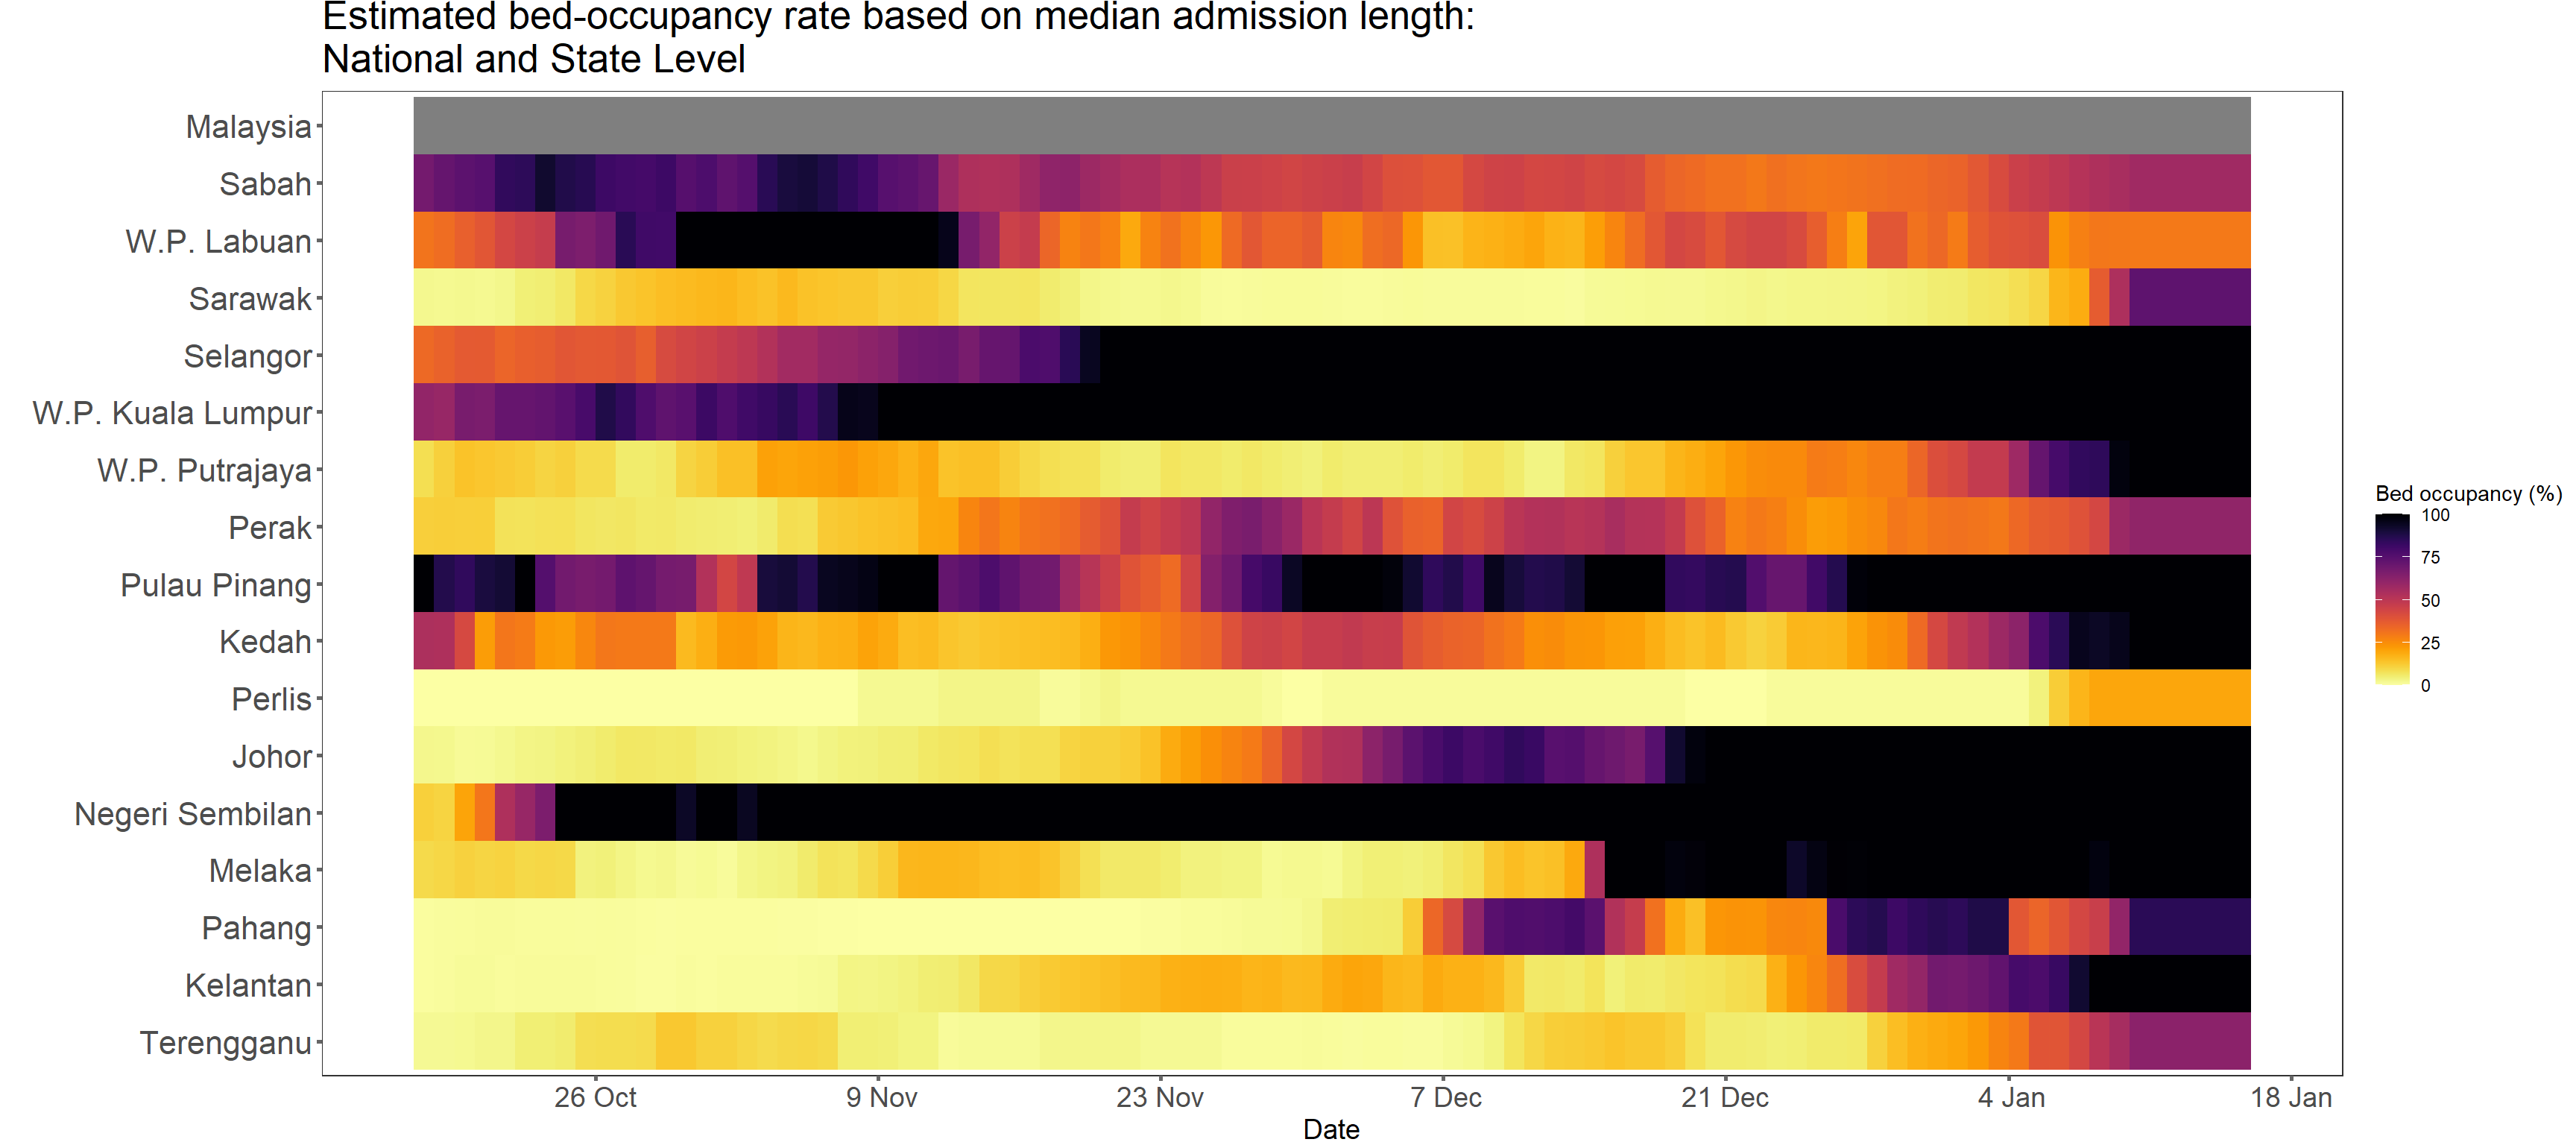 Estimated bed-occupancy rate based on median admission length:
National and State Level
Malaysia
Sabah
W.P. Labuan
Sarawak
Selangor
W.P. Kuala Lumpur
W.P. Putrajaya
Perak
Pulau Pinang
Kedah
Perlis
Johor
Negeri Sembilan
Melaka
Pahang
Kelantan
Terengganu
26 Oct
9 Nov
23 Nov
7 Dec
21 Dec
4 Jan
18 Jan
Date
Bed occupancy (%)
100
75
50
25
0